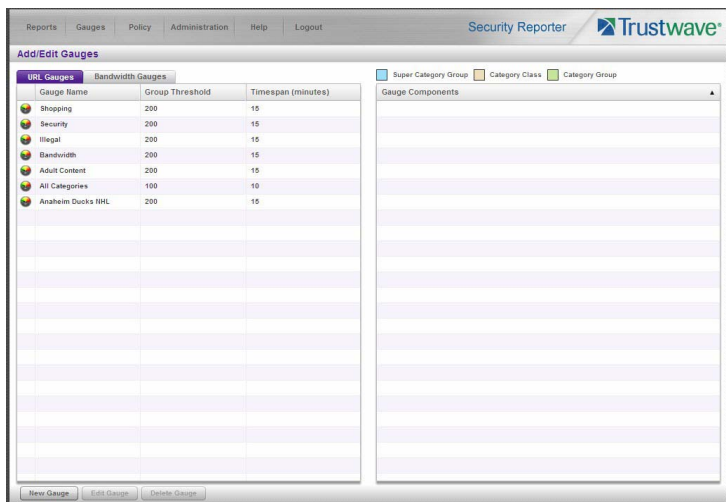 Reports Gauges Policy Administration Help Logout Security Reporter Trustwave®
Add/Edit Gauges
URL Gauges Bandwidth Gauges Super Category Group Category Class Category Group
Gauge Name Group Threshold Timespan (minutes) Gauge Components
Shopping 200 15
Security 200 15
Illegal 200 15
Bandwidth 200 15
Adult Content 200 15
All Categories 100 10
Anaheim Ducks NHL 200 15
New Gauge Edit Gauge Delete Gauge